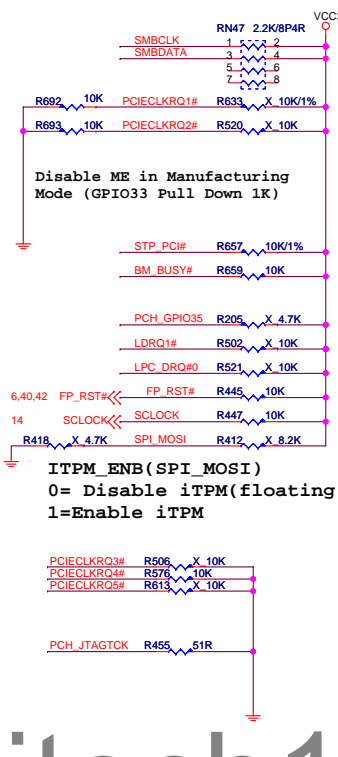 VCC3
RN47 2.2K/8P4R
SMBCLK 1 2
SMBDATA 3 4
5 6
7 8
R692 10K PCIECLKRQ1# R633 X_10K/1%
R693 10K PCIECLKRQ2# R520 X_10K
Disable ME in Manufacturing
Mode (GPIO33 Pull Down 1K)
STP_PCI# R657 10K/1%
BM_BUSY# R659 10K
PCH_GPIO35 R205 X_4.7K
LDRQ1# R502 X_10K
LPC_DRQ#0 R521 X_10K
6,40,42 FP_RST# FP_RST# R445 10K
14 SCLOCK SCLOCK R447 10K
R418 X_4.7K SPI_MOSI R412 X_8.2K
ITPM_ENB(SPI_MOSI)
0= Disable iTPM(floating
1=Enable iTPM
PCIECLKRQ3# R506 X_10K
PCIECLKRQ4# R576 10K
PCIECLKRQ5# R613 X_10K
PCH_JTAGTCK R455 51R